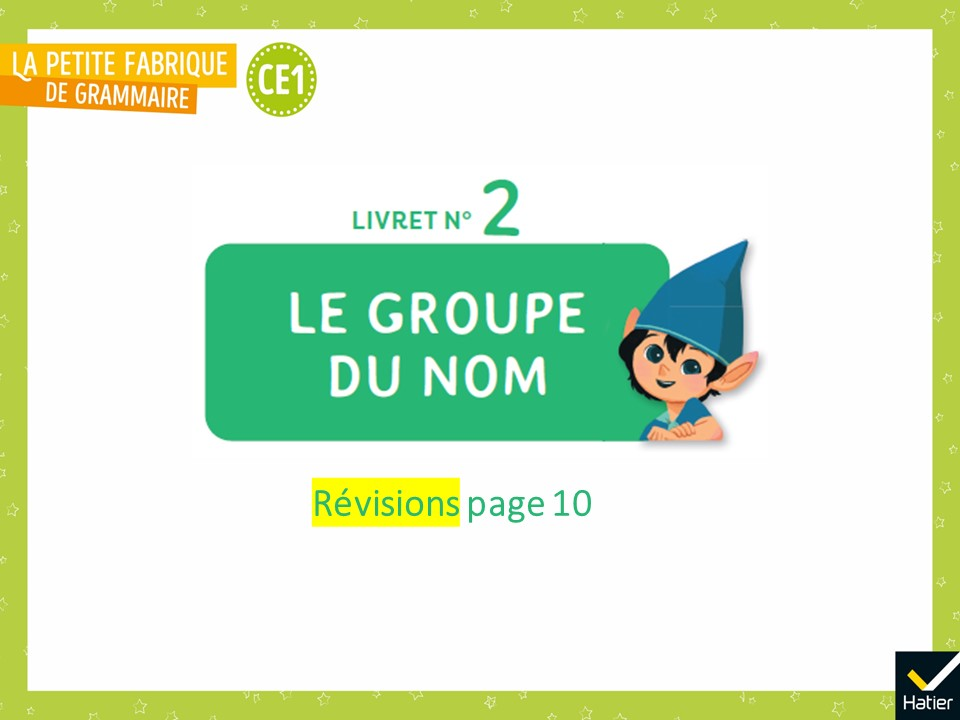 LA PETITE FABRIQUE
DE GRAMMAIRE
CE1
LIVRET N° 2
LE GROUPE
DU NOM
Révisions page 10
Hatier